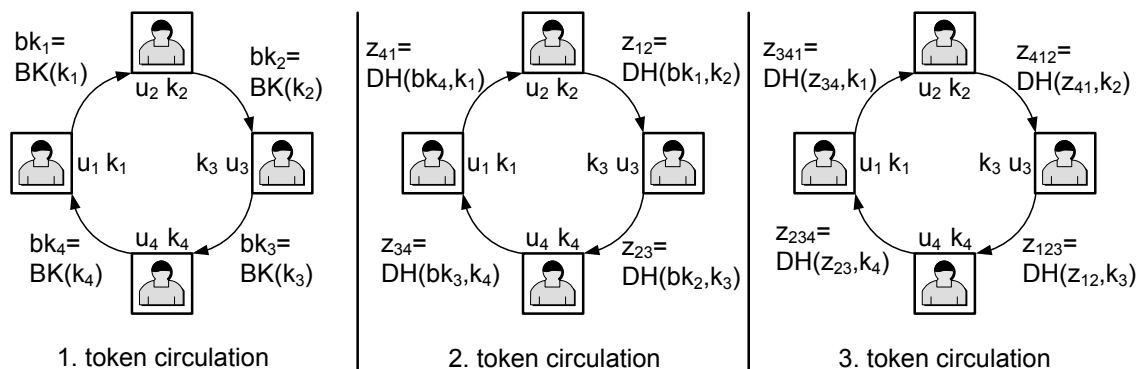 bk₁=
BK(k₁)
bk₂=
BK(k₂)
u₂ k₂
u₁ k₁
k₃ u₃
u₄ k₄
bk₄=
BK(k₄)
bk₃=
BK(k₃)
1. token circulation
z₄₁=
DH(bk₄,k₁)
z₁₂=
DH(bk₁,k₂)
u₂ k₂
u₁ k₁
k₃ u₃
u₄ k₄
z₃₄=
DH(bk₃,k₄)
z₂₃=
DH(bk₂,k₃)
2. token circulation
z₃₄₁=
DH(z₃₄,k₁)
z₄₁₂=
DH(z₄₁,k₂)
u₂ k₂
u₁ k₁
k₃ u₃
u₄ k₄
z₂₃₄=
DH(z₂₃,k₄)
z₁₂₃=
DH(z₁₂,k₃)
3. token circulation